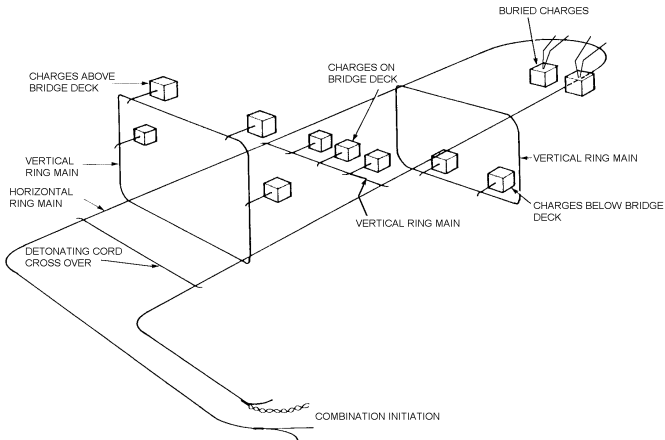 BURIED CHARGES
CHARGES ABOVE
BRIDGE DECK
CHARGES ON
BRIDGE DECK
VERTICAL
RING MAIN
VERTICAL RING MAIN
HORIZONTAL
RING MAIN
CHARGES BELOW BRIDGE
DECK
VERTICAL RING MAIN
DETONATING CORD
CROSS OVER
COMBINATION INITIATION